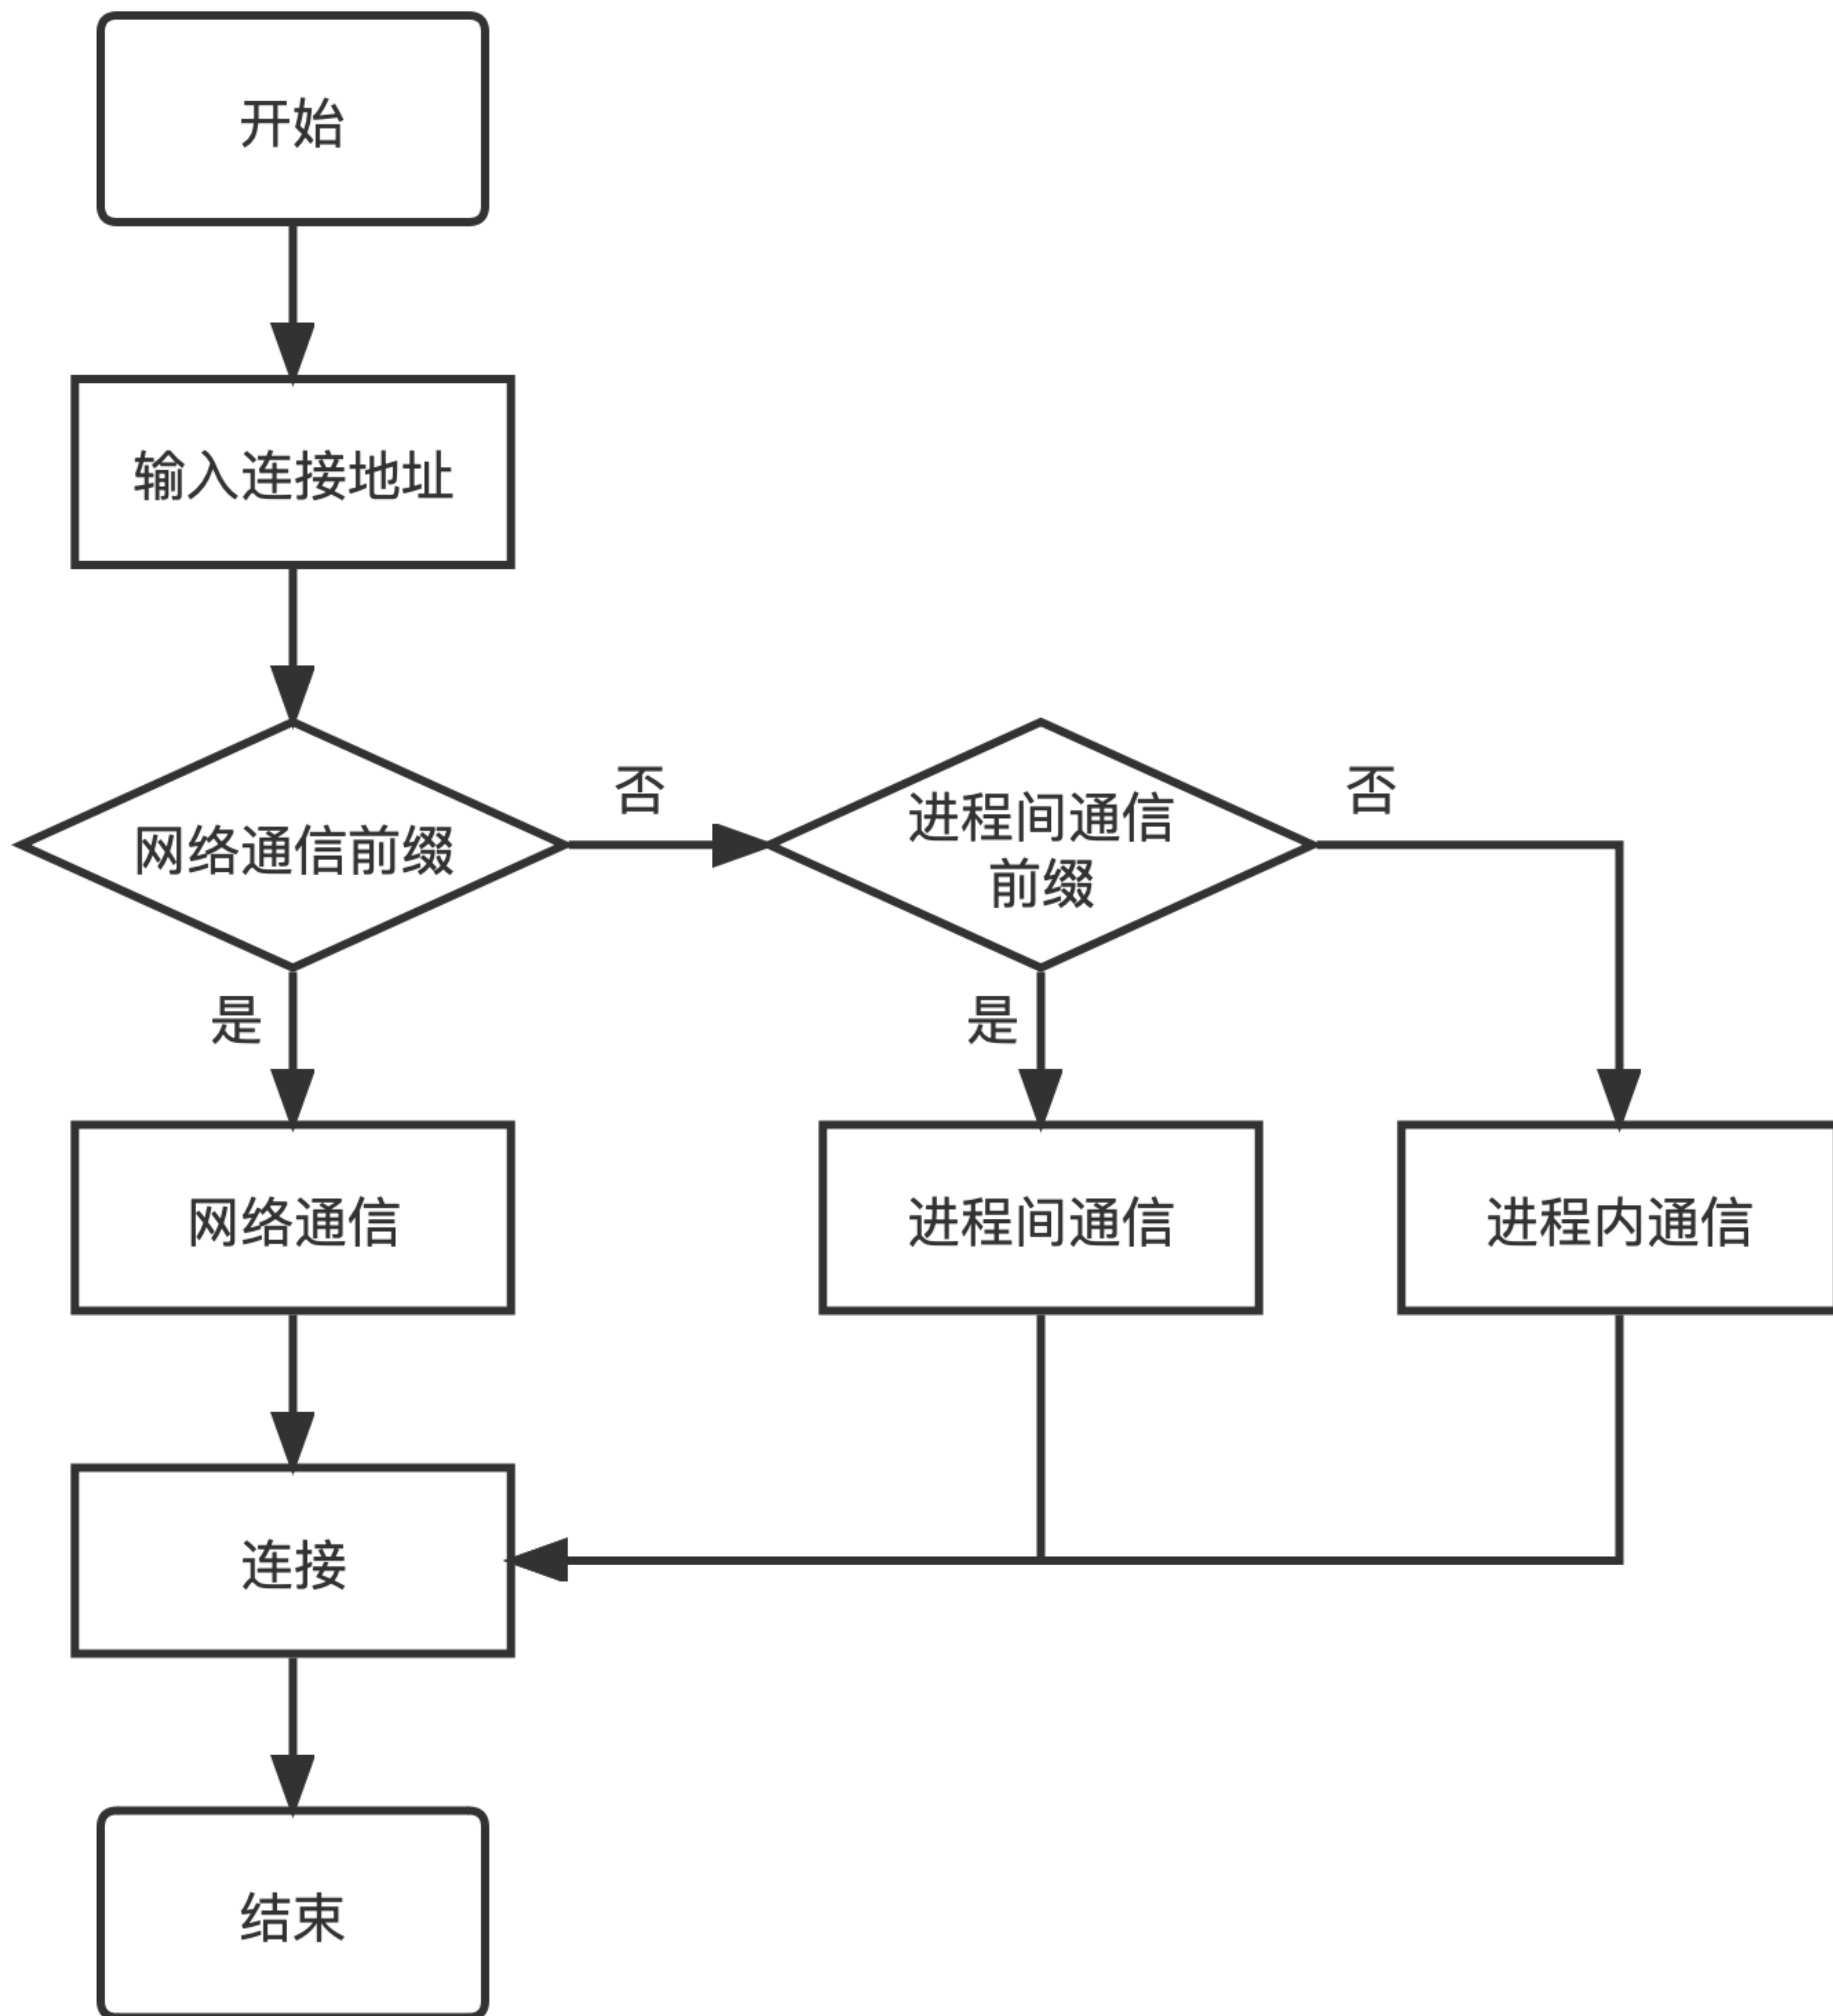 开始
输入连接地址
网络通信前缀
否
进程间通信
前缀
否
是
是
网络通信
进程间通信
进程内通信
连接
结束